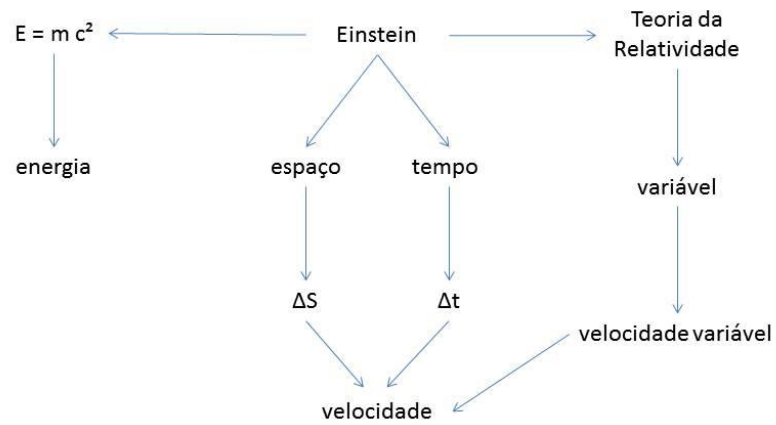 E = m c²
Einstein
Teoria da
Relatividade
energia
espaço
tempo
variável
ΔS
Δt
velocidade variável
velocidade